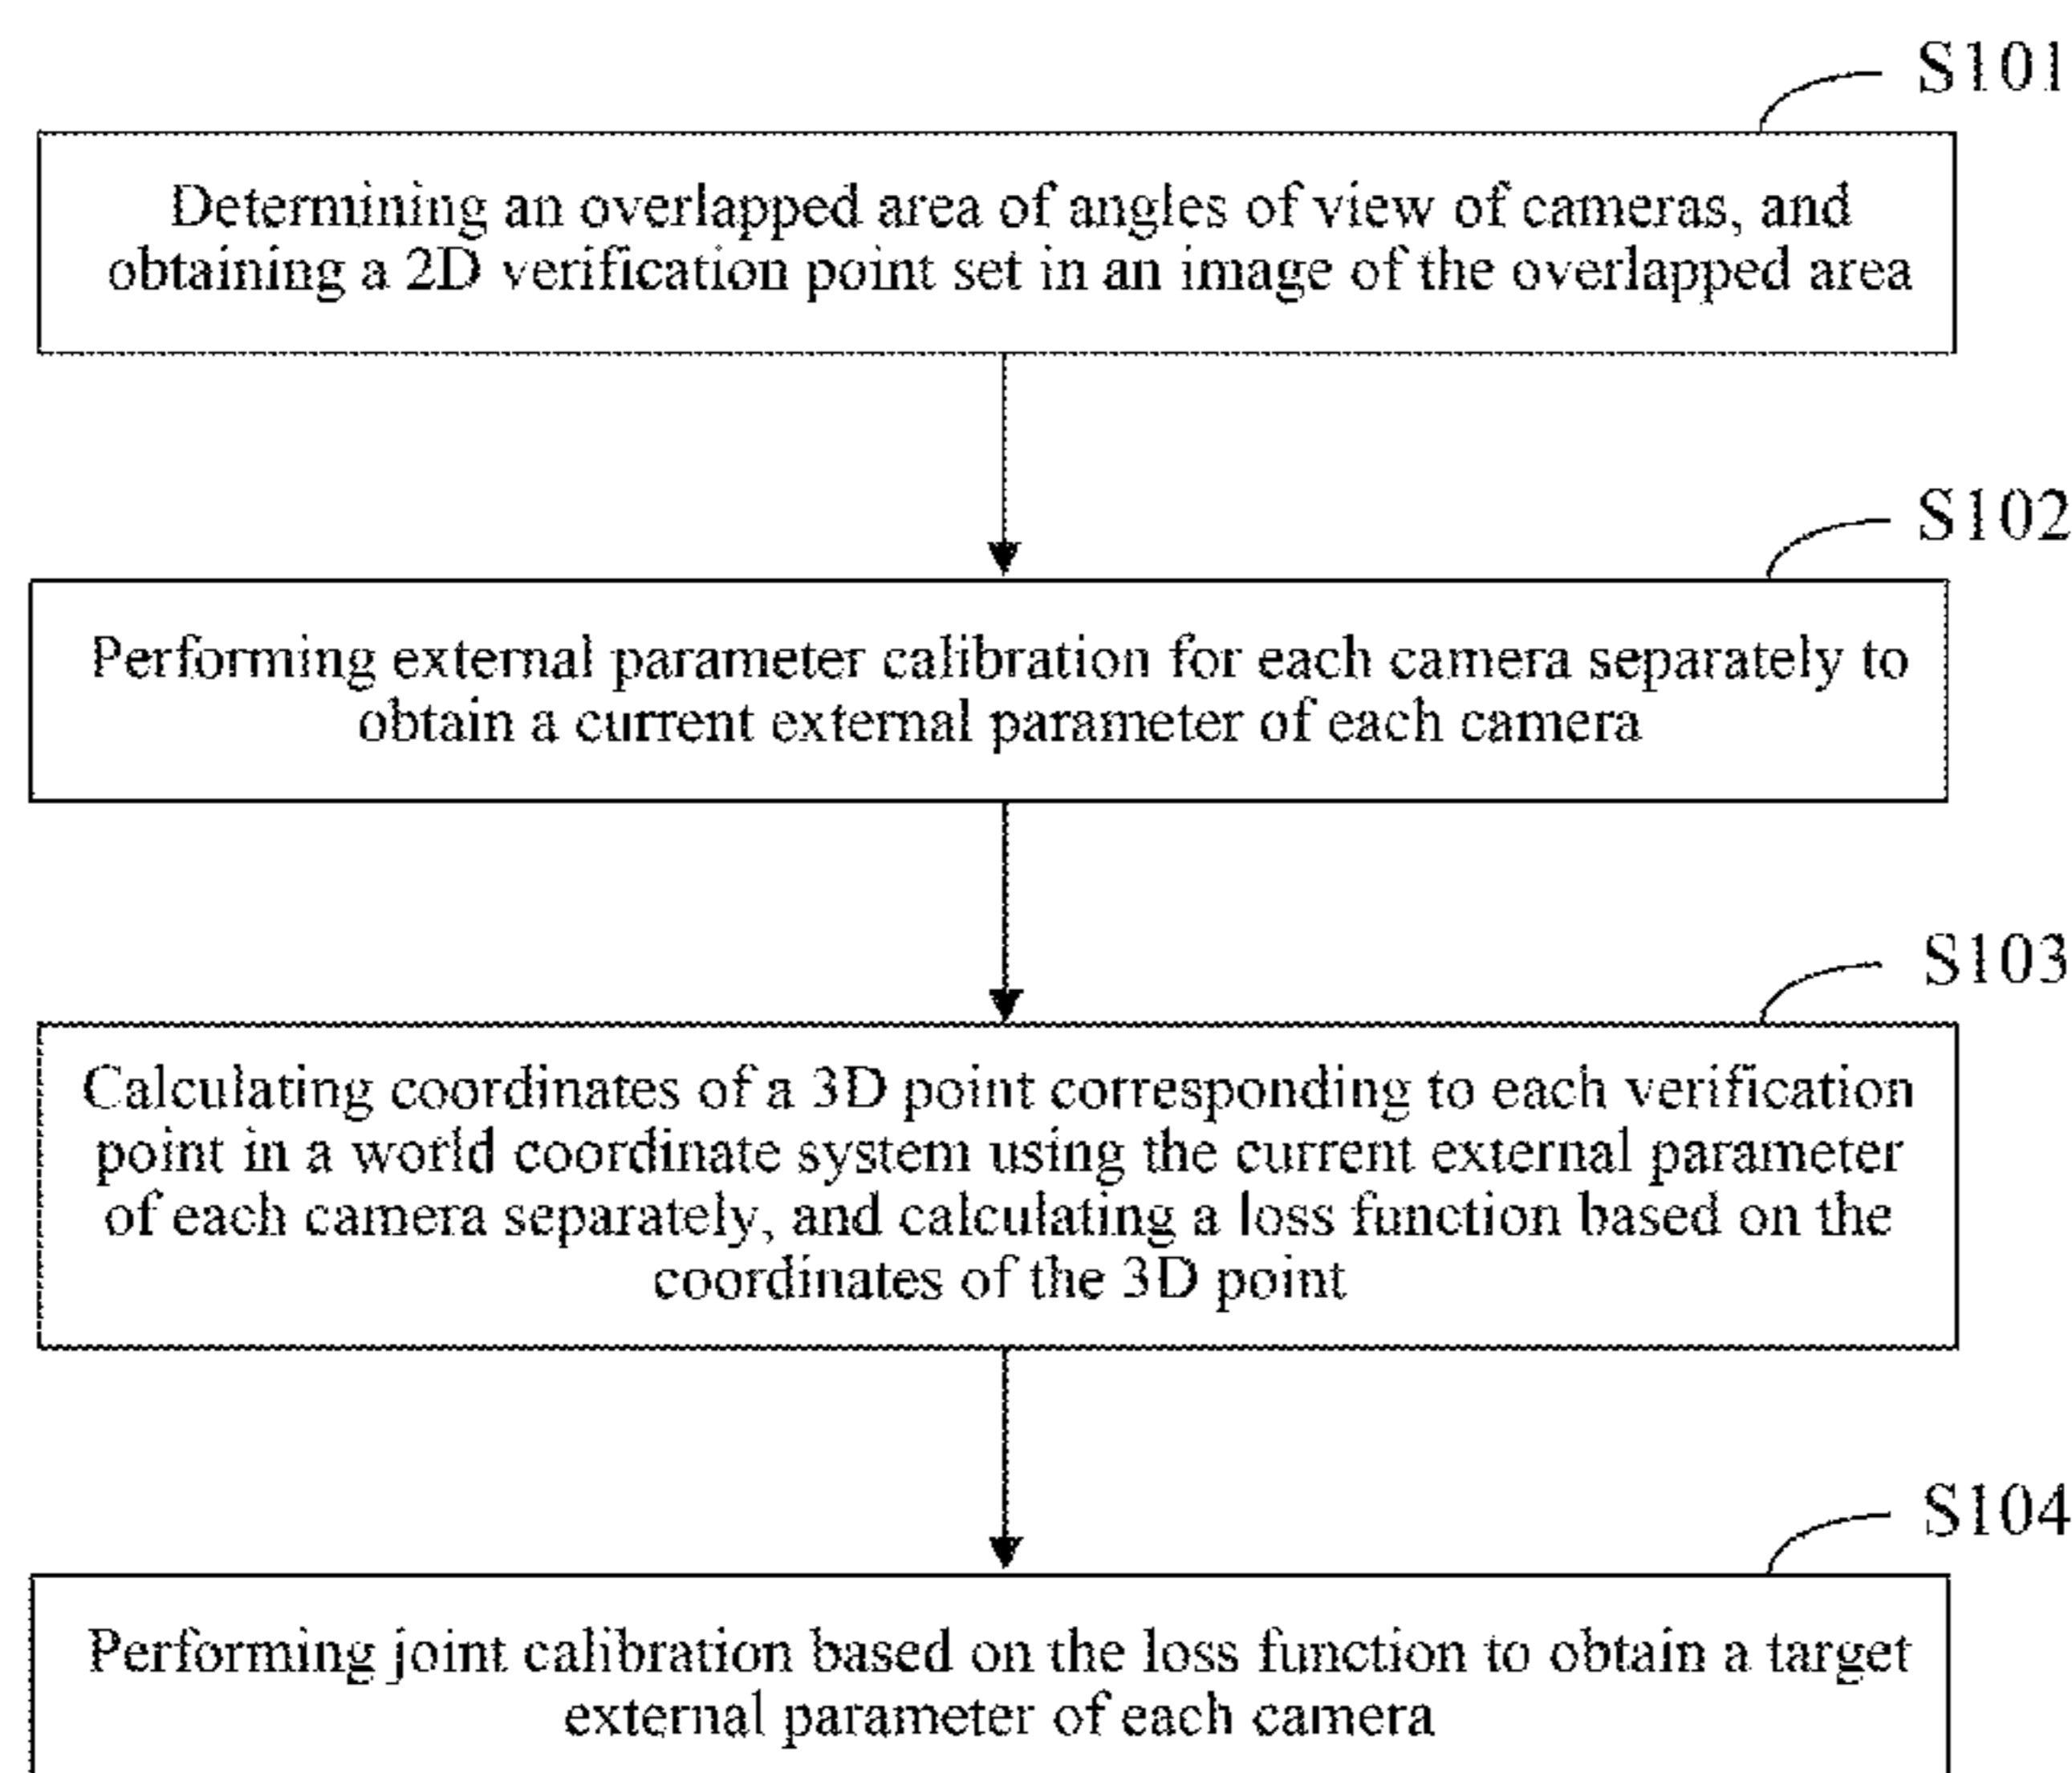 S101
Determining an overlapped area of angles of view of cameras, and
obtaining a 2D verification point set in an image of the overlapped area
S102
Performing external parameter calibration for each camera separately to
obtain a current external parameter of each camera
S103
Calculating coordinates of a 3D point corresponding to each verification
point in a world coordinate system using the current external parameter
of each camera separately, and calculating a loss function based on the
coordinates of the 3D point
S104
Performing joint calibration based on the loss function to obtain a target
external parameter of each camera